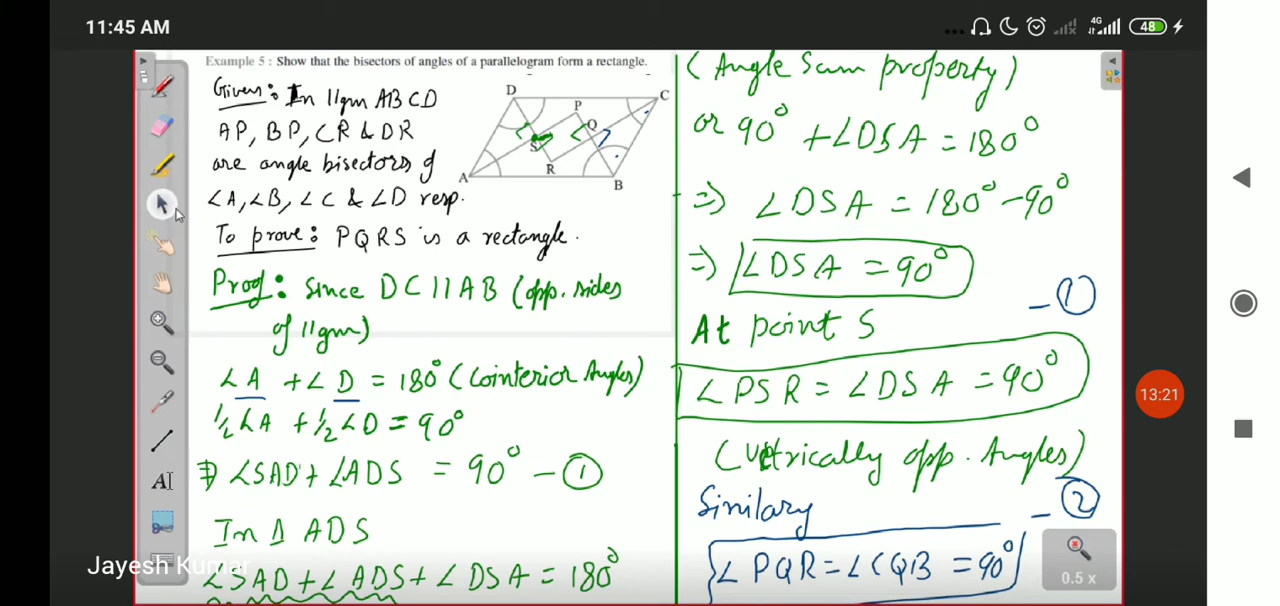 11:45 AM
4G
48
Example 5 : Show that the bisectors of angles of a parallelogram form a rectangle.
Given: In ||gm ABCD
AP, BP, CR & DR
are angle bisectors of
∠A, ∠B, ∠C & ∠D resp.
To prove: PQRS is a rectangle.
D
C
P
Q
S
R
A
B
Proof: Since DC || AB (opp. sides
of ||gm)
∠A + ∠D = 180° (Cointerior Angles)
½∠A + ½∠D = 90°
⇒ ∠SAD + ∠ADS = 90° – ①
In Δ ADS
∠SAD + ∠ADS + ∠DSA = 180°
(Angle Sum property)
or 90° + ∠DSA = 180°
⇒ ∠DSA = 180° – 90°
⇒ ∠DSA = 90°
– ①
At point S
∠PSR = ∠DSA = 90°
(Vertically opp. Angles)
– ②
Similary
∠PQR = ∠CQB = 90°
13:21
0.5 x
AI
Jayesh Kumar